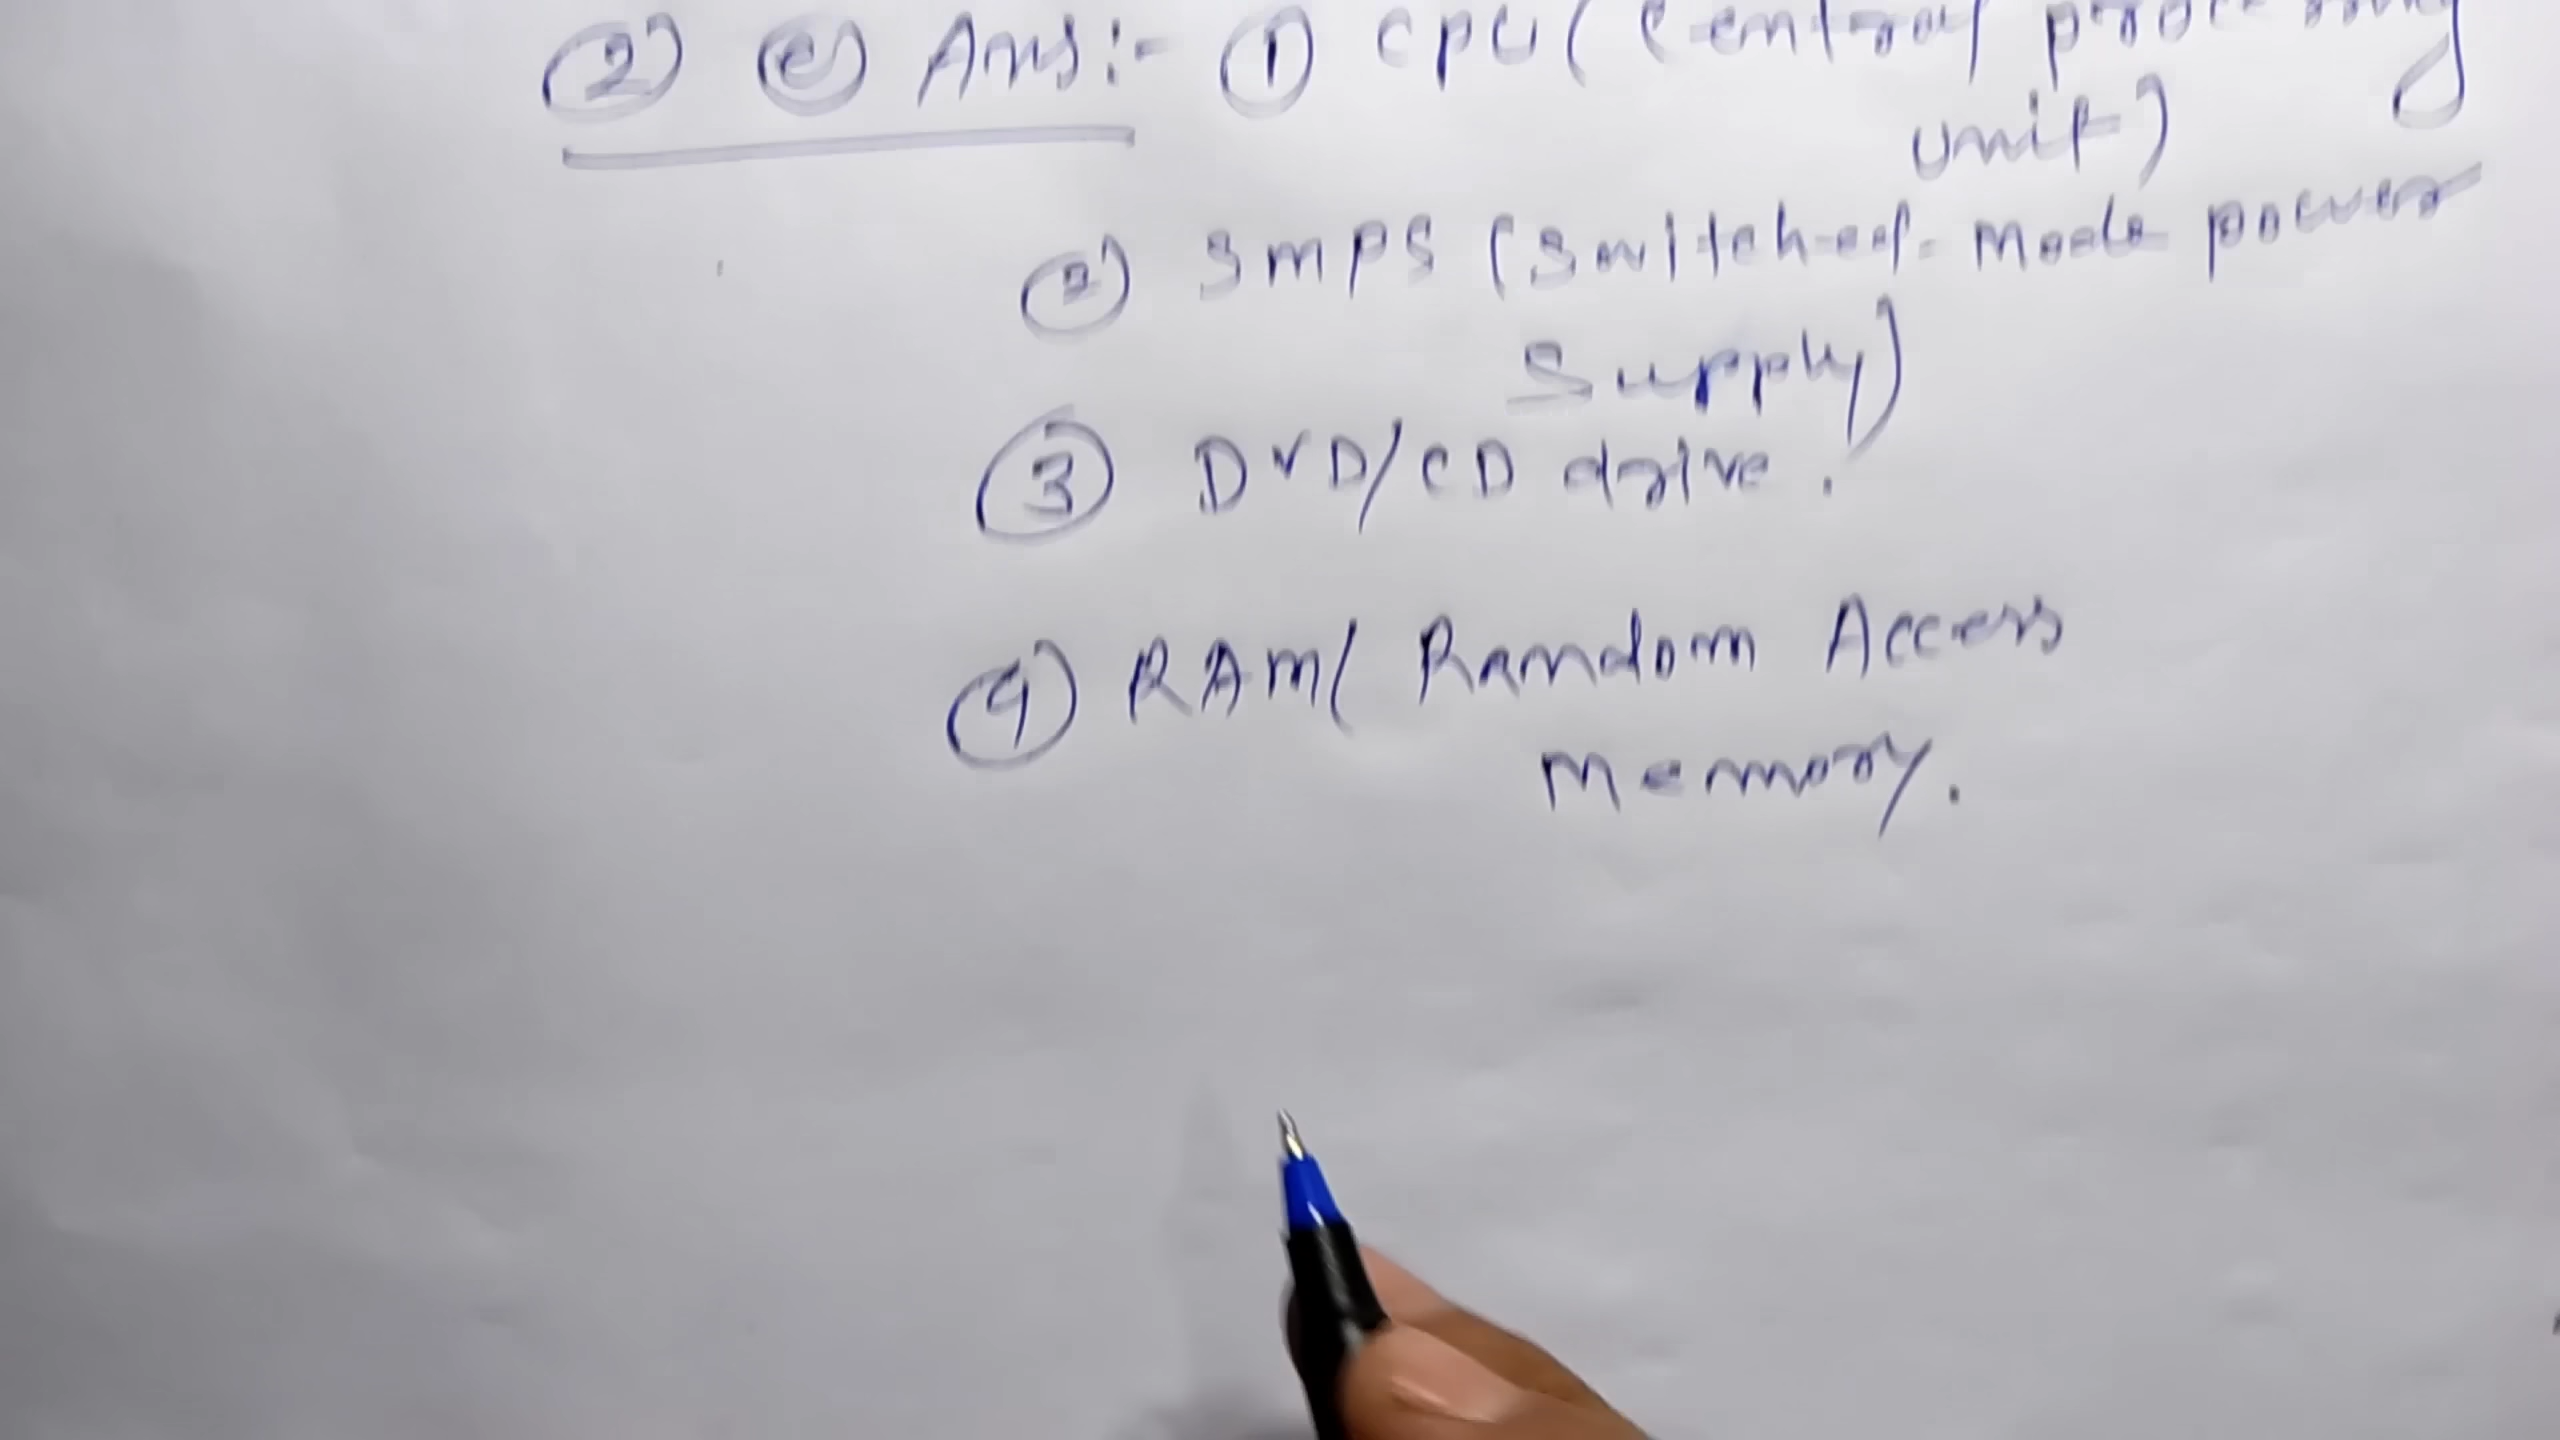 2 e Ans:- 1 CPU (Central processing
unit)
2 SMPS (Switched-Mode power
Supply)
3 DVD/CD drive.
4 RAM( Random Access
Memory.